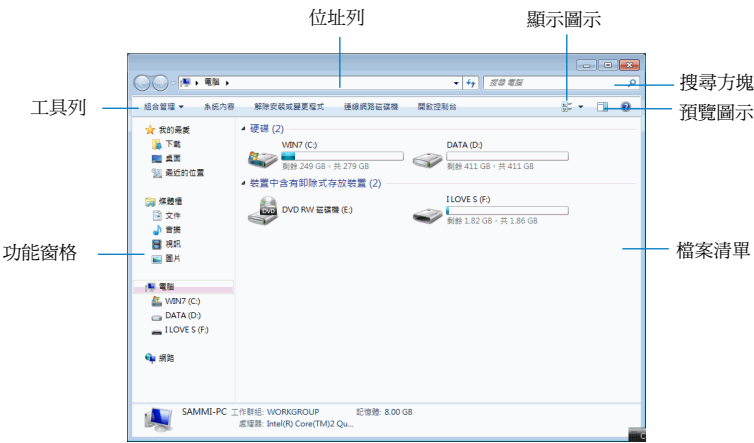 位址列
顯示圖示
搜尋方塊
工具列
預覽圖示
功能窗格
檔案清單
電腦
搜尋 電腦
組合管理 系統內容 解除安裝或變更程式 連線網路磁碟機 開啟控制台
我的最愛
下載
桌面
最近的位置
媒體櫃
文件
音樂
視訊
圖片
電腦
WIN7 (C:)
DATA (D:)
I LOVE S (F:)
網路
硬碟 (2)
WIN7 (C:)
剩餘 249 GB，共 279 GB
DATA (D:)
剩餘 411 GB，共 411 GB
裝置中含有卸除式存放裝置 (2)
DVD RW 磁碟機 (E:)
I LOVE S (F:)
剩餘 1.82 GB，共 1.86 GB
SAMMI-PC 工作群組: WORKGROUP 記憶體: 8.00 GB
處理器: Intel(R) Core(TM)2 Qu...